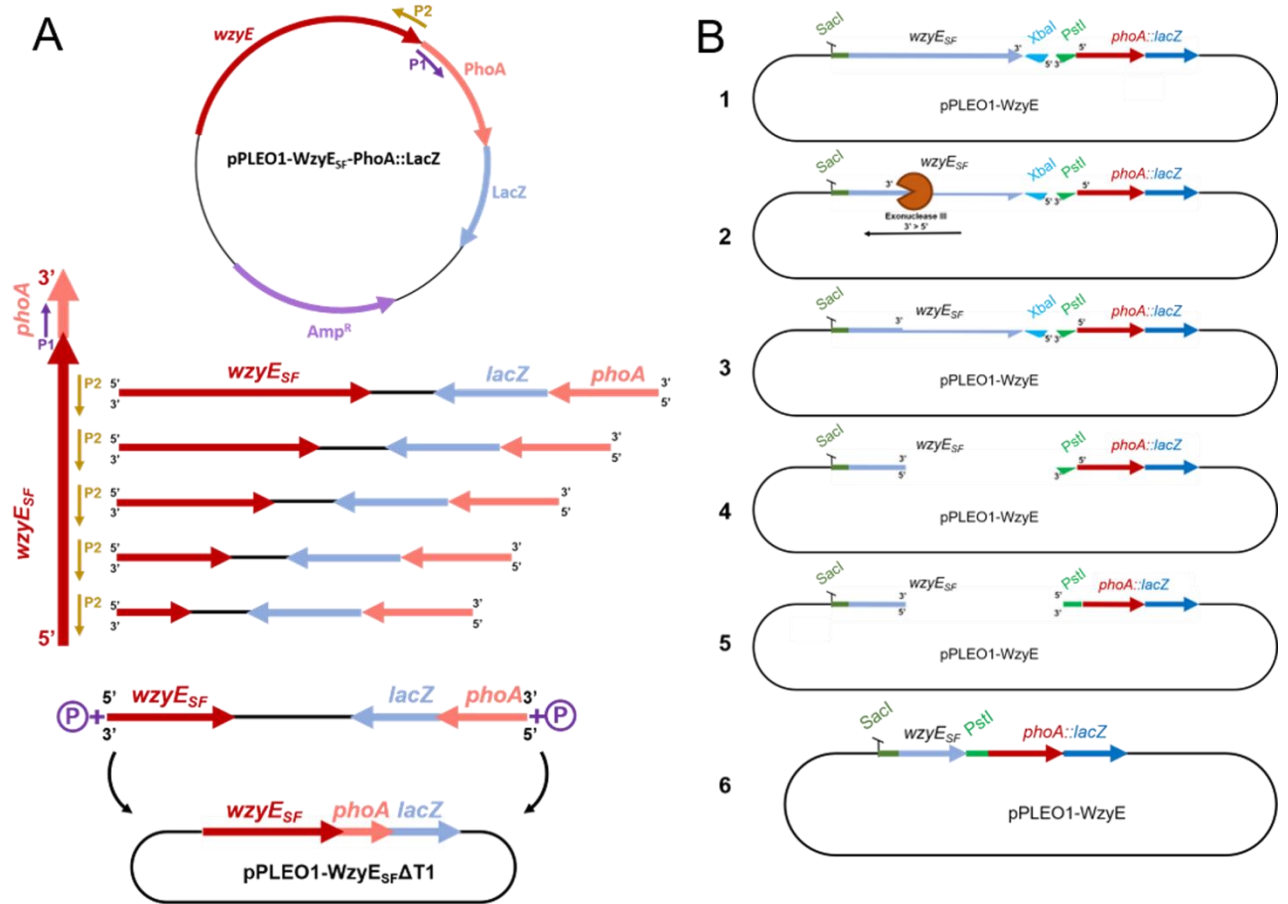 A
P2
wzyE
P1
PhoA
pPLEO1-WzyESF-PhoA::LacZ
LacZ
AmpR
3'
phoA
P1
wzyESF
5'
wzyESF lacZ phoA
P2 5' 3'
3' 5'
P2 5' 3'
3' 5'
P2 5' 3'
3' 5'
P2 5' 3'
3' 5'
P2 5' 3'
3' 5'
5' wzyESF lacZ phoA 3'
P + + P
3' 5'
wzyESF phoA lacZ
pPLEO1-WzyESFΔT1
B
SacI wzyESF XbaI PstI phoA::lacZ
3' 5' 3' 5'
1 pPLEO1-WzyE
SacI wzyESF XbaI PstI phoA::lacZ
3' 5' 3' 5'
Exonuclease III
3' > 5'
2 pPLEO1-WzyE
SacI wzyESF XbaI PstI phoA::lacZ
3' 5' 3' 5'
3 pPLEO1-WzyE
SacI wzyESF PstI phoA::lacZ
3' 5'
5' 3'
4 pPLEO1-WzyE
SacI wzyESF PstI phoA::lacZ
3' 5'
5' 3'
5 pPLEO1-WzyE
SacI wzyESF PstI phoA::lacZ
6 pPLEO1-WzyE